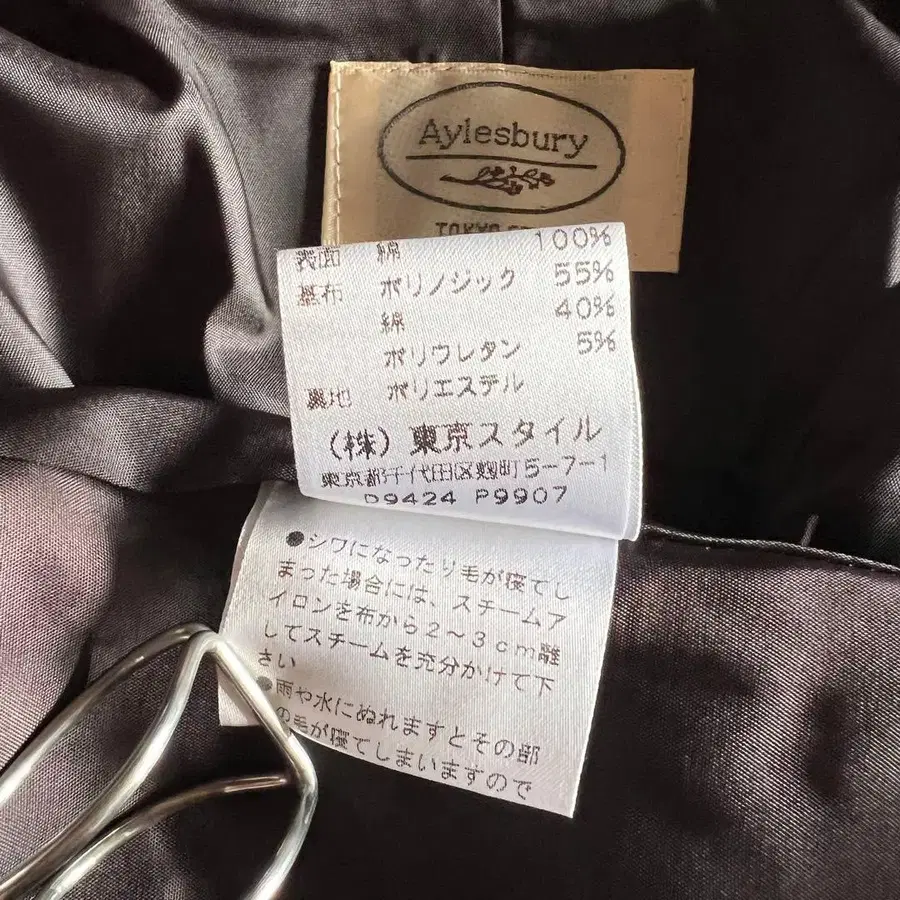 Aylesbury
TOKYO
表面 綿 100%
基布 ポリノジック 55%
綿 40%
ポリウレタン 5%
裏地 ポリエステル
(株) 東京スタイル
東京都千代田区麹町5-7-1
D9424 P9907
●シワになったり毛が寝てし
まった場合には、スチームア
イロンを布から2~3cm離
してスチームを充分かけて下
さい
●雨や水にぬれますとその部
の毛が寝てしまいますので